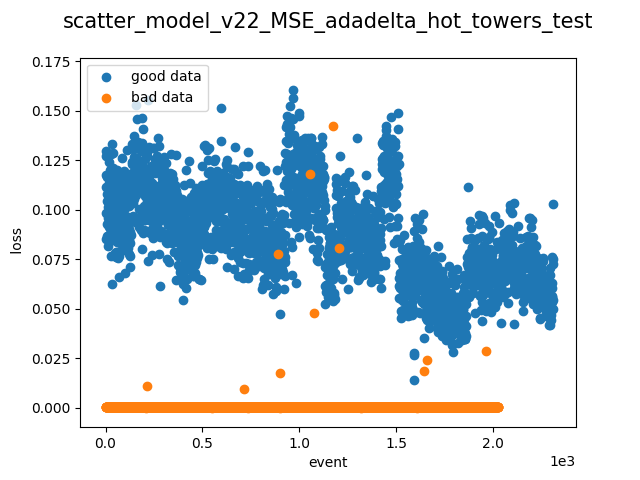 scatter_model_v22_MSE_adadelta_hot_towers_test
good data
bad data
loss
0.175
0.150
0.125
0.100
0.075
0.050
0.025
0.000
0.0 0.5 1.0 1.5 2.0
1e3
event